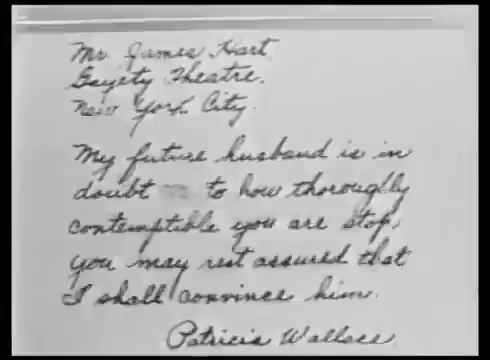 Mr. James Hart.
Gayety Theatre,
New York City.
My future husband is in
doubt to how thoroughly
contemptible you are stop,
you may rest assured that
I shall convince him.
Patricia Wallace.